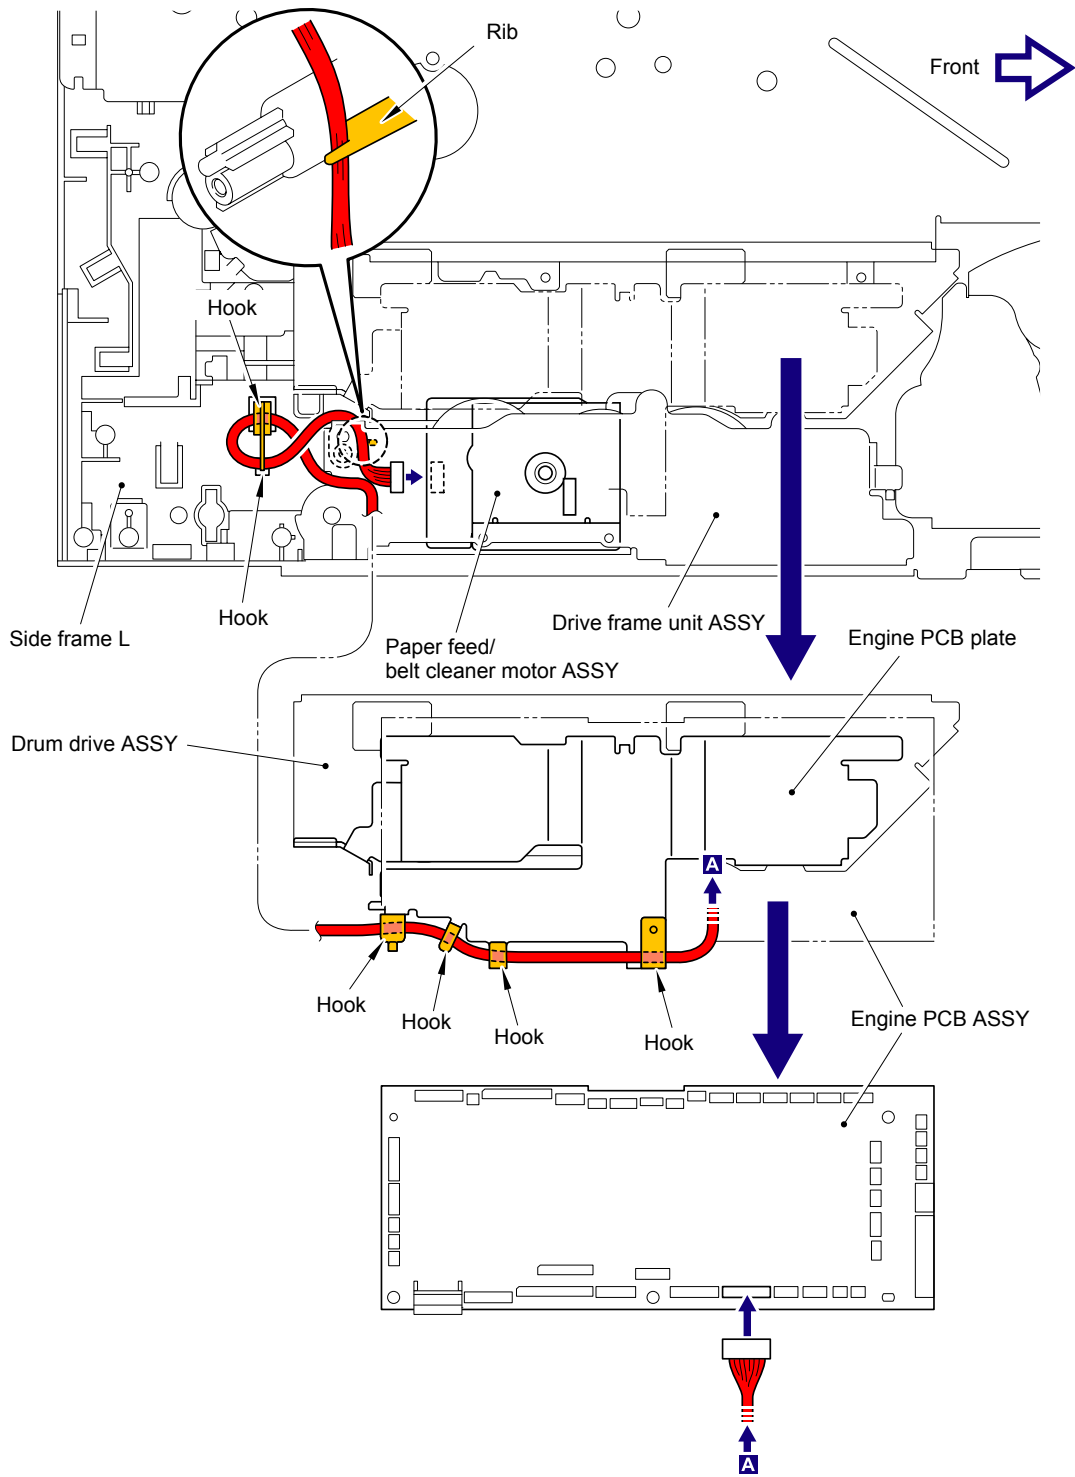 Rib
Front
Hook
Hook
Side frame L
Paper feed/
belt cleaner motor ASSY
Drive frame unit ASSY
Engine PCB plate
Drum drive ASSY
A
Hook
Hook
Hook
Hook
Engine PCB ASSY
A